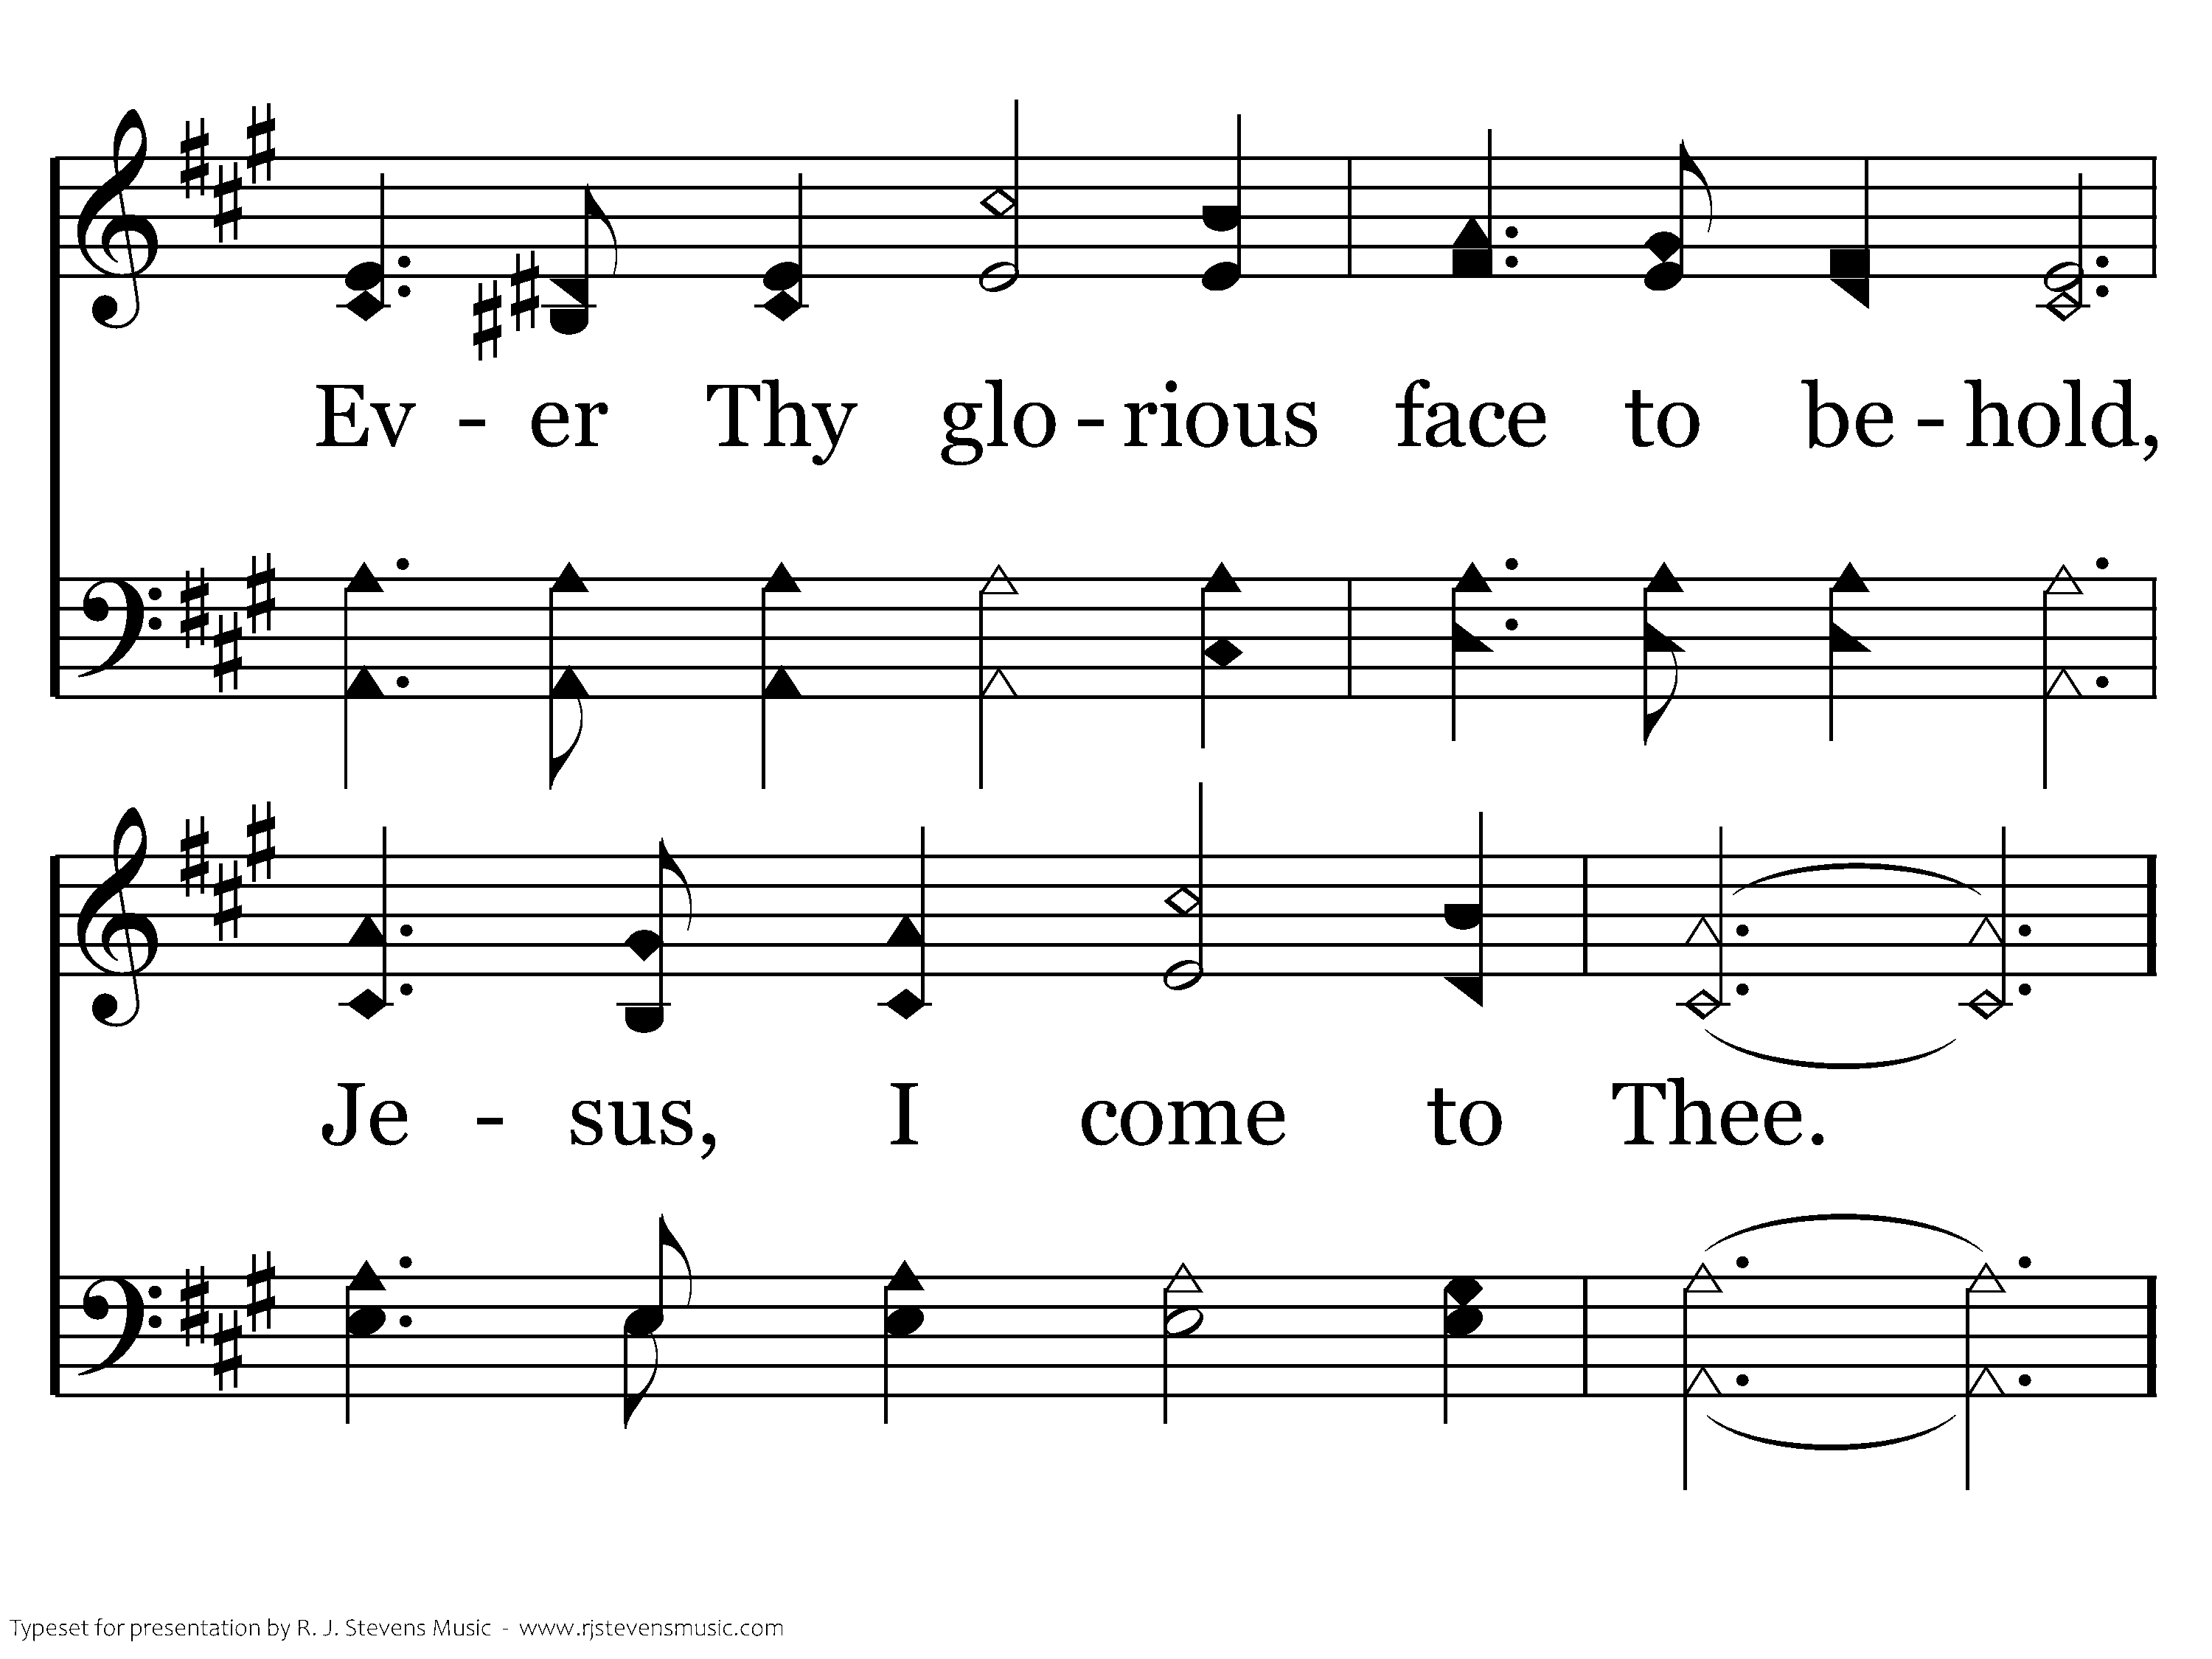 Ev - er Thy glo - rious face to be - hold,
Je - sus, I come to Thee.
Typeset for presentation by R. J. Stevens Music - www.rjstevensmusic.com